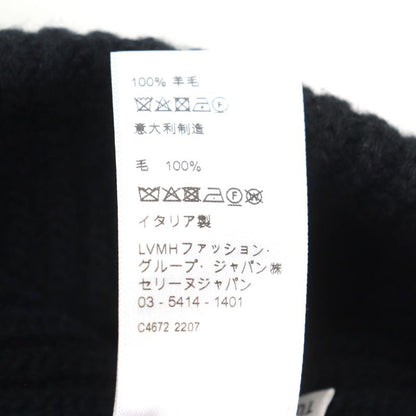 100% 羊毛
意大利制造
毛 100%
イタリア製
LVMHファッション・
グループ・ジャパン㈱
セリーヌジャパン
03 - 5414 - 1401
C4672 2207